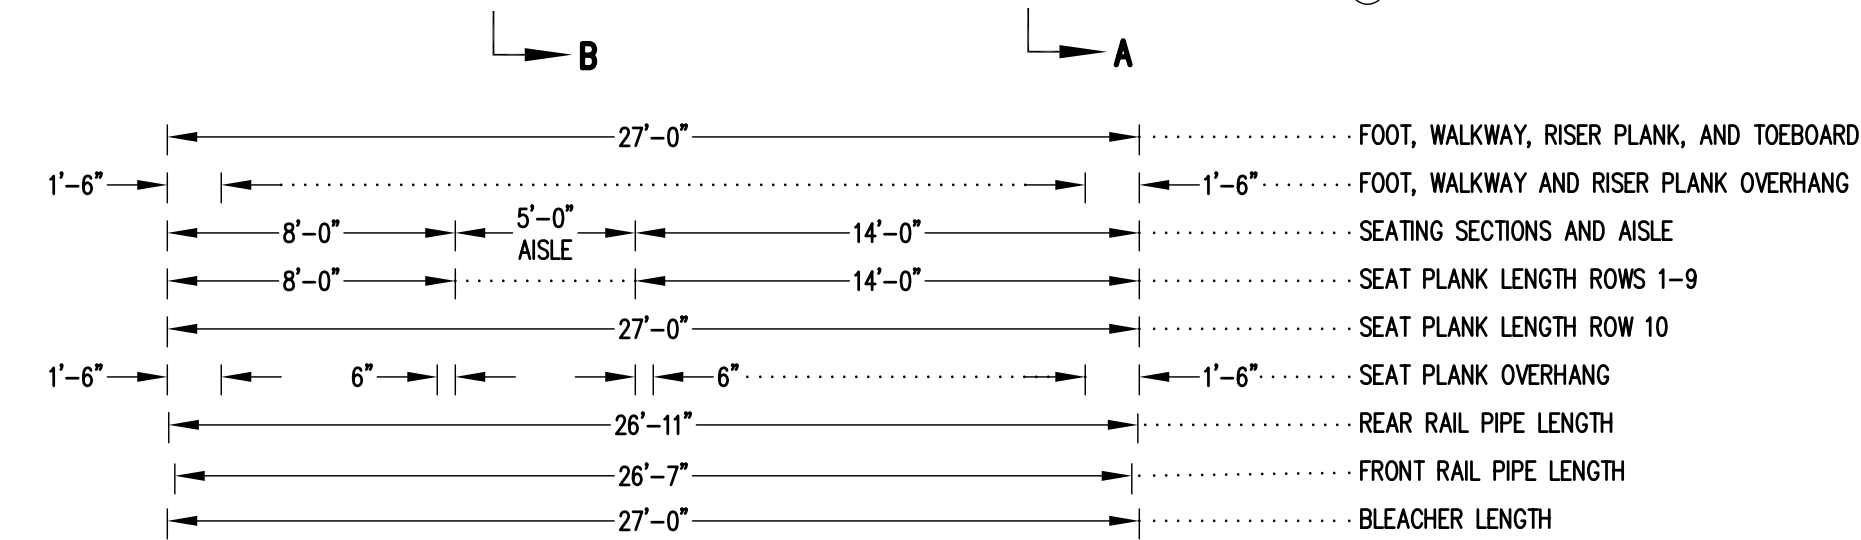 B A
27'-0" FOOT, WALKWAY, RISER PLANK, AND TOEBOARD
1'-6" 1'-6" FOOT, WALKWAY AND RISER PLANK OVERHANG
8'-0" 5'-0" AISLE 14'-0" SEATING SECTIONS AND AISLE
8'-0" 14'-0" SEAT PLANK LENGTH ROWS 1-9
27'-0" SEAT PLANK LENGTH ROW 10
1'-6" 6" 6" 1'-6" SEAT PLANK OVERHANG
26'-11" REAR RAIL PIPE LENGTH
26'-7" FRONT RAIL PIPE LENGTH
27'-0" BLEACHER LENGTH